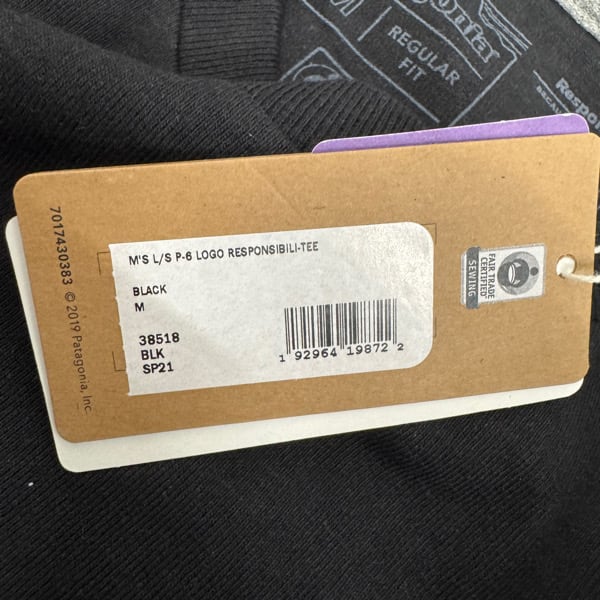 M
REGULAR
FIT
7017430383 © 2019 Patagonia, Inc.
M'S L/S P-6 LOGO RESPONSIBILI-TEE
BLACK
M
38518
BLK
SP21
1 92964 19872 2
FAIR TRADE
CERTIFIED
SEWING